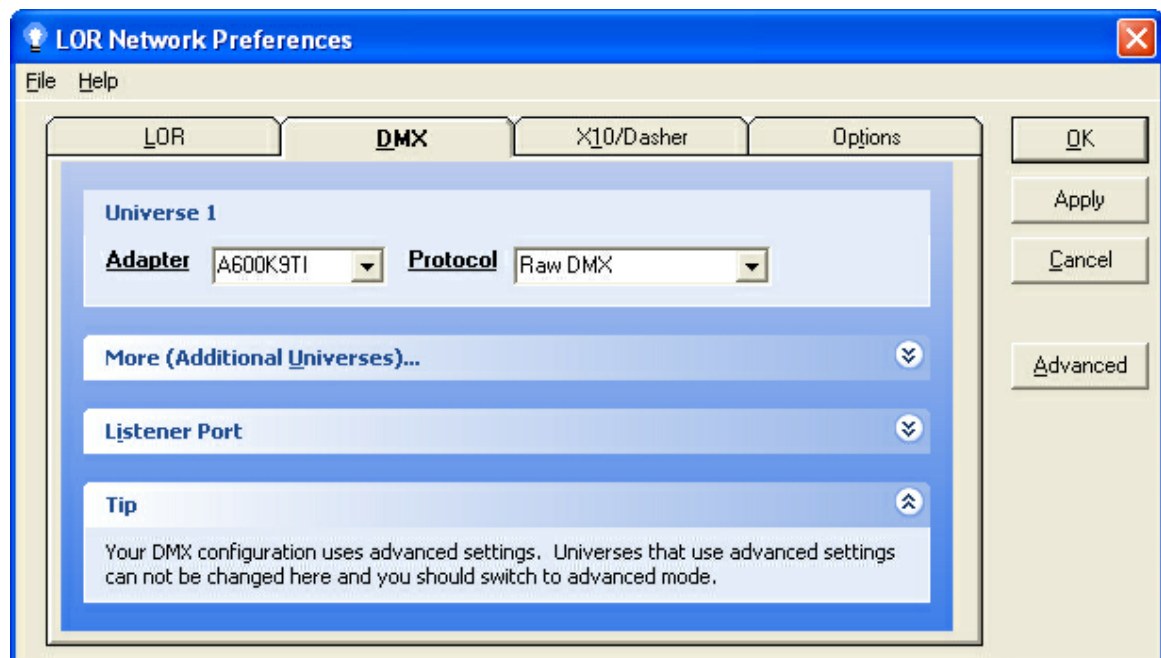 LOR Network Preferences
File Help
LOR DMX X10/Dasher Options
OK
Universe 1
Apply
Adapter A600K9TI Protocol Raw DMX
Cancel
More (Additional Universes)...
Advanced
Listener Port
Tip
Your DMX configuration uses advanced settings. Universes that use advanced settings
can not be changed here and you should switch to advanced mode.